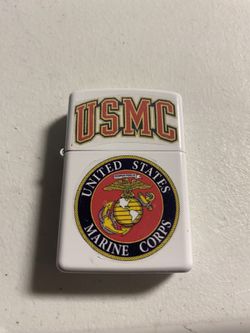 USMC
UNITED STATES
MARINE CORPS